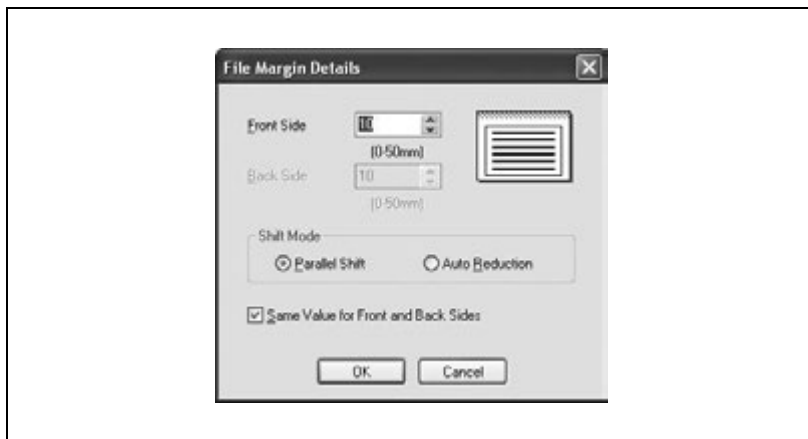 File Margin Details
Front Side 10
(0-50mm)
Back Side 10
(0-50mm)
Shift Mode
Parallel Shift Auto Reduction
Same Value for Front and Back Sides
OK Cancel